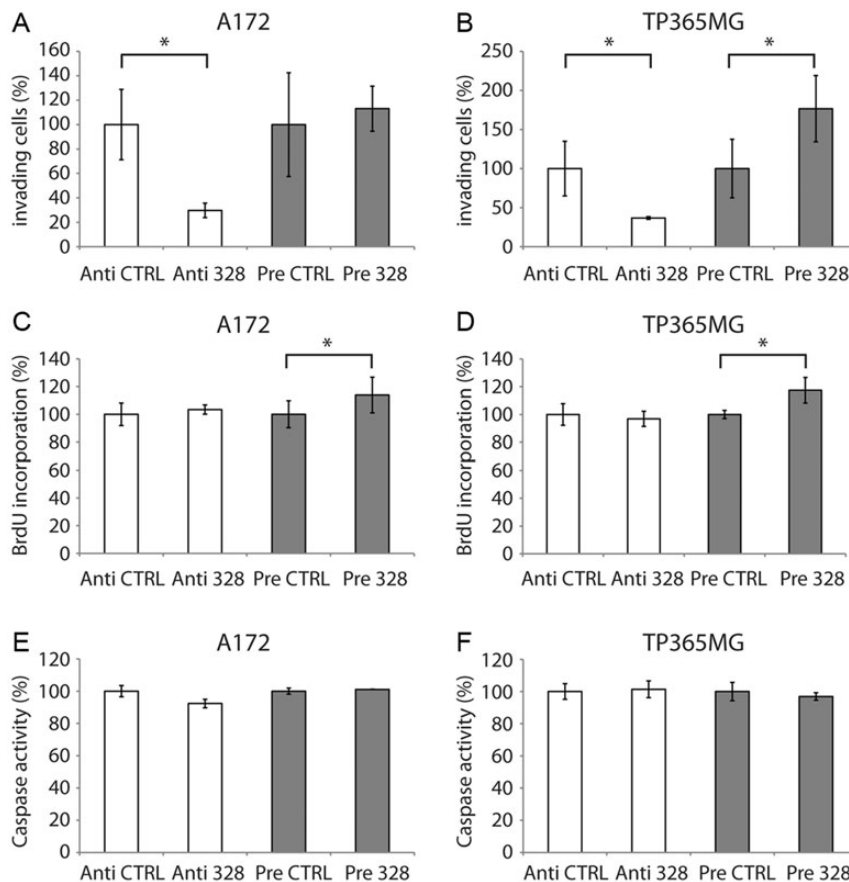 A
A172
160
140
120
100
80
60
40
20
0
invading cells (%)
*
Anti CTRL Anti 328 Pre CTRL Pre 328
B
TP365MG
250
200
150
100
50
0
invading cells (%)
* *
Anti CTRL Anti 328 Pre CTRL Pre 328
C
A172
140
120
100
80
60
40
20
0
BrdU incorporation (%)
*
Anti CTRL Anti 328 Pre CTRL Pre 328
D
TP365MG
140
120
100
80
60
40
20
0
BrdU incorporation (%)
*
Anti CTRL Anti 328 Pre CTRL Pre 328
E
A172
120
100
80
60
40
20
0
Caspase activity (%)
Anti CTRL Anti 328 Pre CTRL Pre 328
F
TP365MG
120
100
80
60
40
20
0
Caspase activity (%)
Anti CTRL Anti 328 Pre CTRL Pre 328